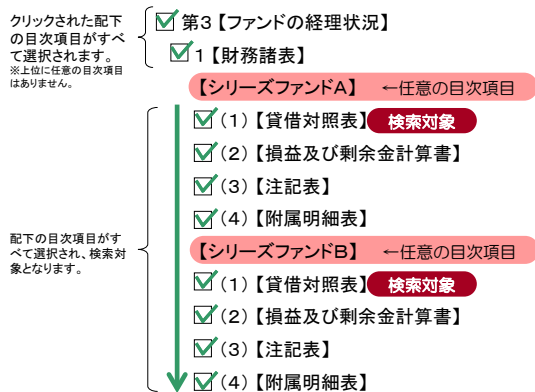 クリックされた配下
の目次項目がすべ
て選択されます。
※上位に任意の目次項目
はありません。
第3【ファンドの経理状況】
1【財務諸表】
【シリーズファンドA】 ←任意の目次項目
(1)【貸借対照表】 検索対象
(2)【損益及び剰余金計算書】
(3)【注記表】
(4)【附属明細表】
配下の目次項目がす
べて選択され、検索対
象となります。
【シリーズファンドB】 ←任意の目次項目
(1)【貸借対照表】 検索対象
(2)【損益及び剰余金計算書】
(3)【注記表】
(4)【附属明細表】